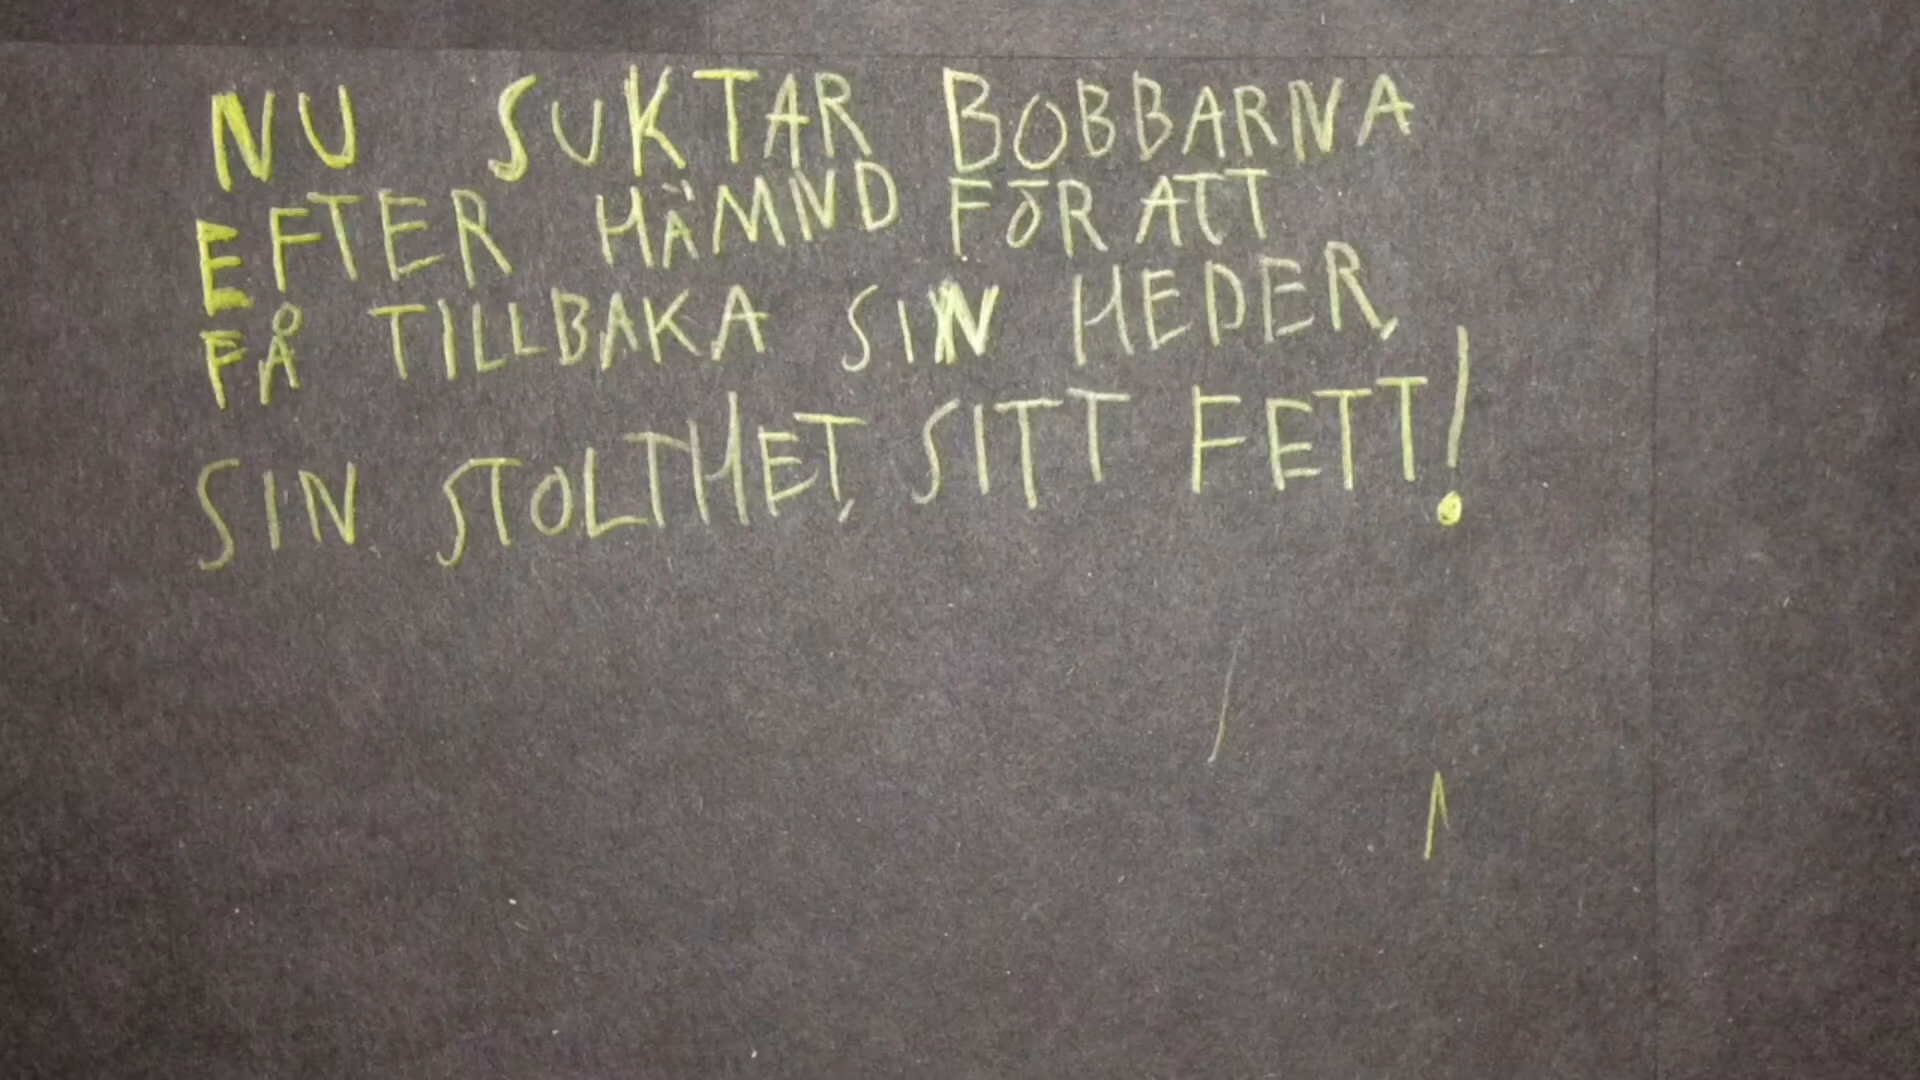 NU SUKTAR BOBBARNA
EFTER HÄMND FÖR ATT
FÅ TILLBAKA SIN HEDER,
SIN STOLTHET, SITT FETT!